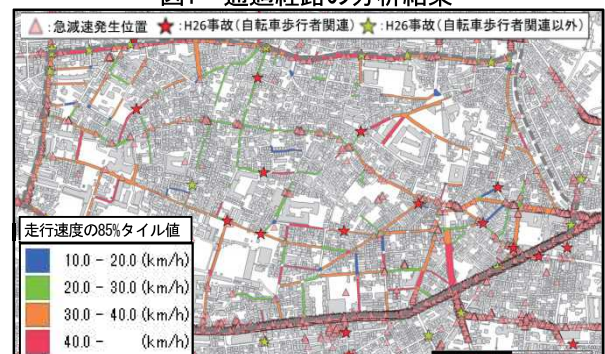 図1 通過経路の分析結果
:急減速発生位置 :H26事故(自転車歩行者関連) :H26事故(自転車歩行者関連以外)
走行速度の85%タイル値
10.0 - 20.0 (km/h)
20.0 - 30.0 (km/h)
30.0 - 40.0 (km/h)
40.0 - (km/h)